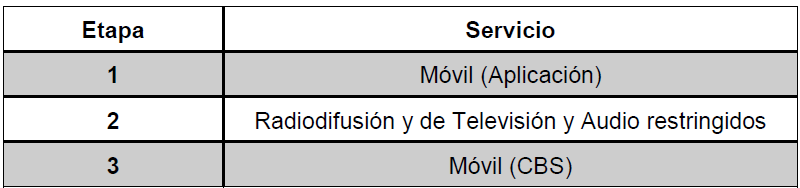 Etapa Servicio
1 Móvil (Aplicación)
2 Radiodifusión y de Televisión y Audio restringidos
3 Móvil (CBS)